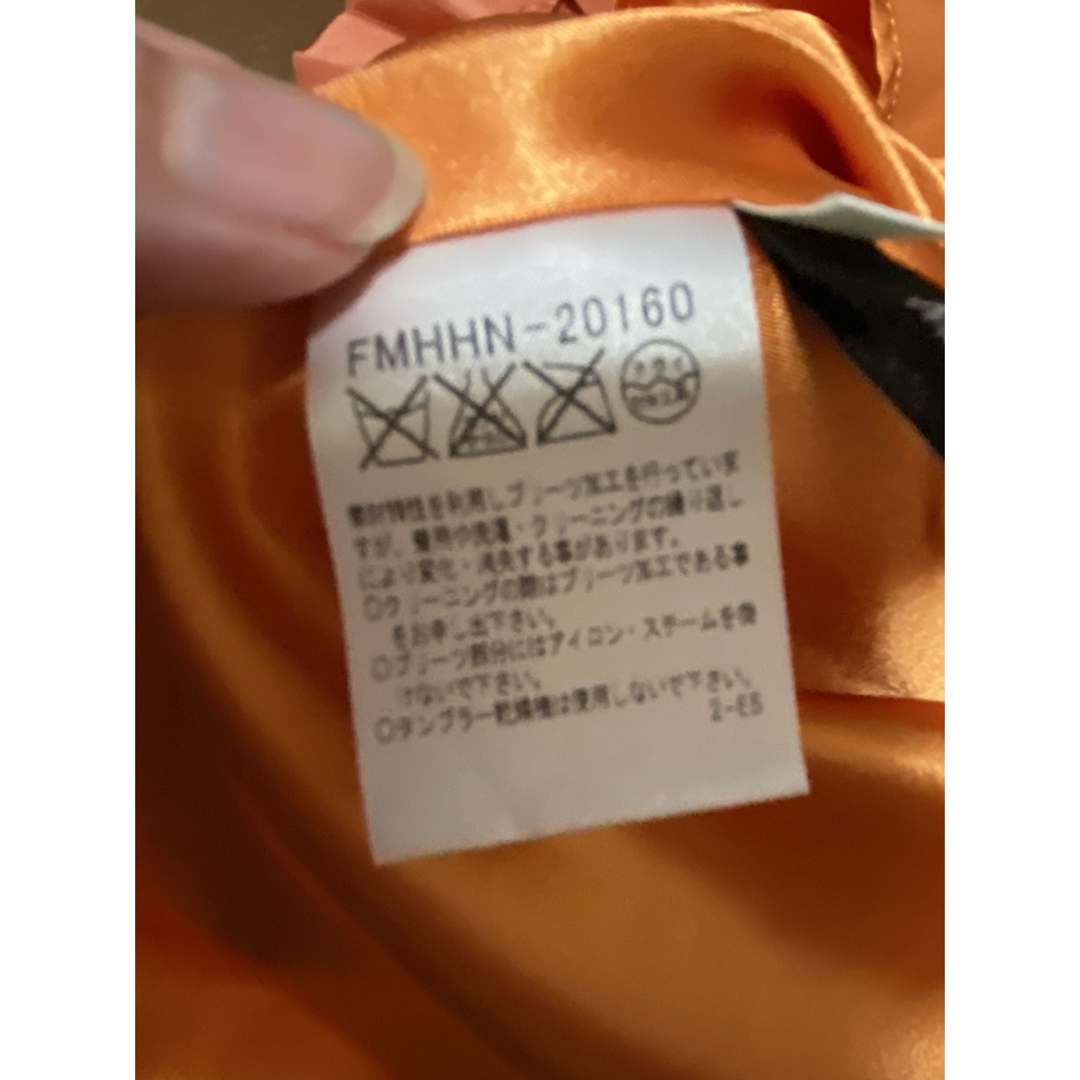 FMHHN-20160
素材特性を利用しプリーツ加工を行っていま
すが、着用や洗濯・クリーニングの繰り返し
により変化・消失する事があります。
○クリーニングの際はプリーツ加工である事
をお申し出下さい。
○プリーツ部分にはアイロン・スチームを掛
けないで下さい。
○タンブラー乾燥機は使用しないで下さい。
2-E5